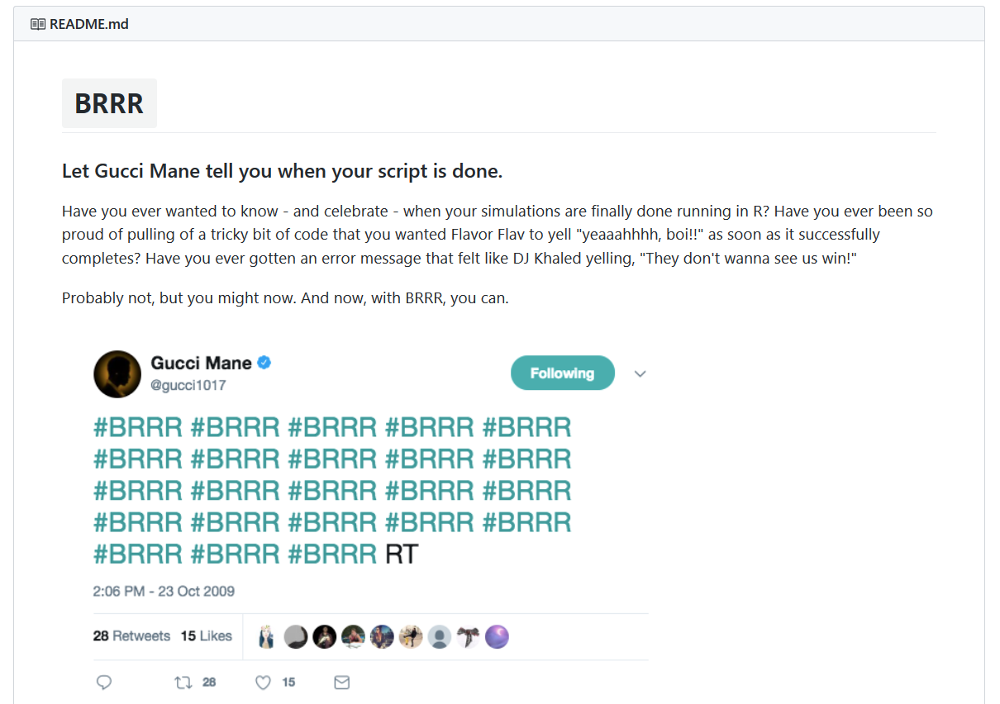 README.md
BRRR
Let Gucci Mane tell you when your script is done.
Have you ever wanted to know - and celebrate - when your simulations are finally done running in R? Have you ever been so
proud of pulling of a tricky bit of code that you wanted Flavor Flav to yell "yeaaahhhh, boi!!" as soon as it successfully
completes? Have you ever gotten an error message that felt like DJ Khaled yelling, "They don't wanna see us win!"
Probably not, but you might now. And now, with BRRR, you can.
Gucci Mane
Following
@gucci1017
#BRRR #BRRR #BRRR #BRRR #BRRR
#BRRR #BRRR #BRRR #BRRR #BRRR
#BRRR #BRRR #BRRR #BRRR #BRRR
#BRRR #BRRR #BRRR #BRRR #BRRR
#BRRR #BRRR #BRRR RT
2:06 PM - 23 Oct 2009
28 Retweets 15 Likes
28 15